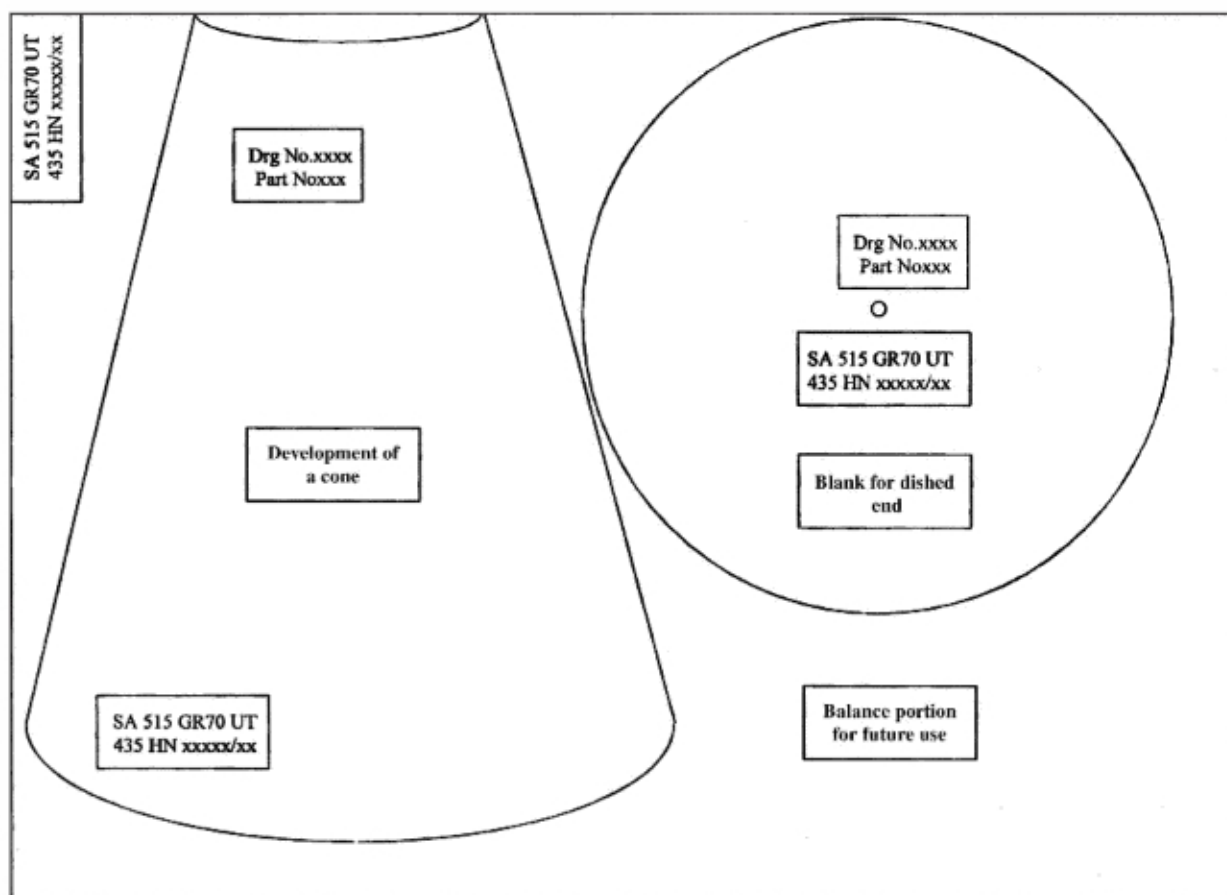 SA 515 GR70 UT
435 HN xxxxx/xx
Drg No.xxxx
Part Noxxx
Drg No.xxxx
Part Noxxx
SA 515 GR70 UT
435 HN xxxxx/xx
Development of
a cone
Blank for dished
end
SA 515 GR70 UT
435 HN xxxxx/xx
Balance portion
for future use